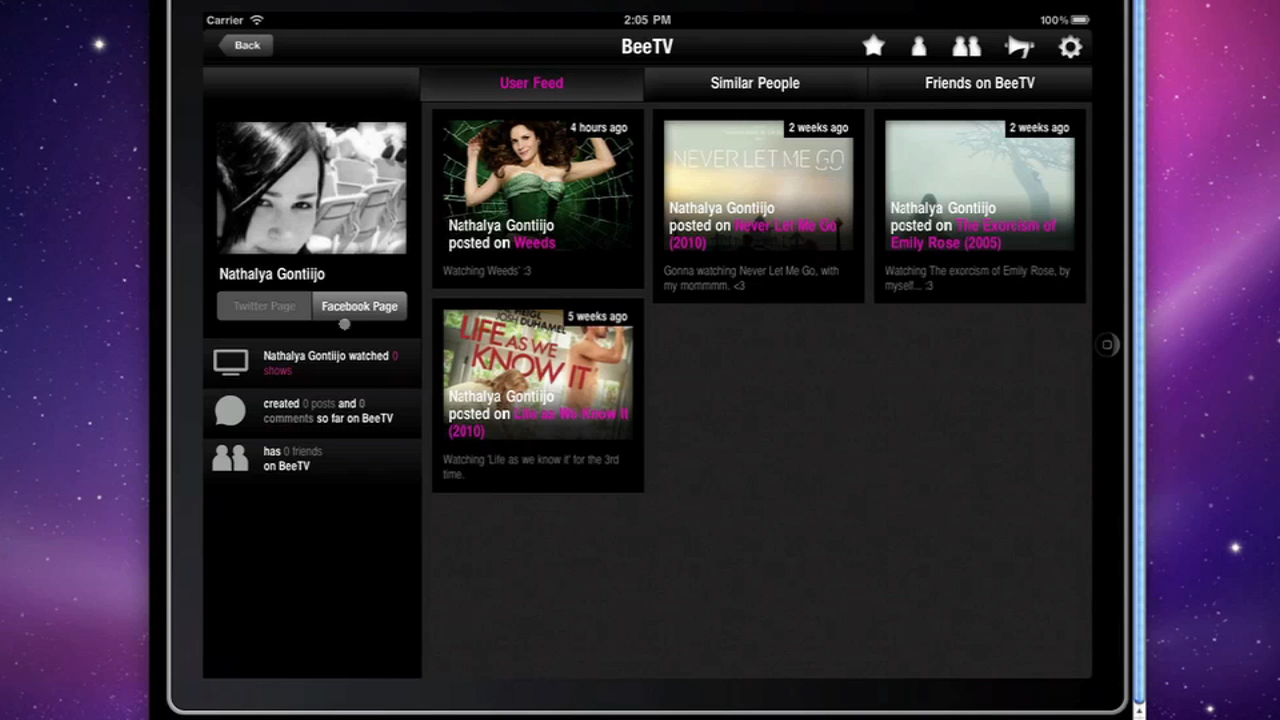 Carrier
2:05 PM
100%
Back
BeeTV
User Feed
Similar People
Friends on BeeTV
Nathalya Gontiijo
Twitter Page
Facebook Page
Nathalya Gontiijo watched 0
shows
created 0 posts and 0
comments so far on BeeTV
has 0 friends
on BeeTV
4 hours ago
Nathalya Gontiijo
posted on Weeds
Watching Weeds' :3
2 weeks ago
NEVER LET ME GO
Nathalya Gontiijo
posted on Never Let Me Go
(2010)
Gonna watching Never Let Me Go, with
my mommmm. <3
2 weeks ago
Nathalya Gontiijo
posted on The Exorcism of
Emily Rose (2005)
Watching The exorcism of Emily Rose, by
myself... :3
5 weeks ago
HEIGL
JOSH DUHAMEL
LIFE AS WE
KNOW IT
Nathalya Gontiijo
posted on Life as We Know It
(2010)
Watching 'Life as we know it' for the 3rd
time.